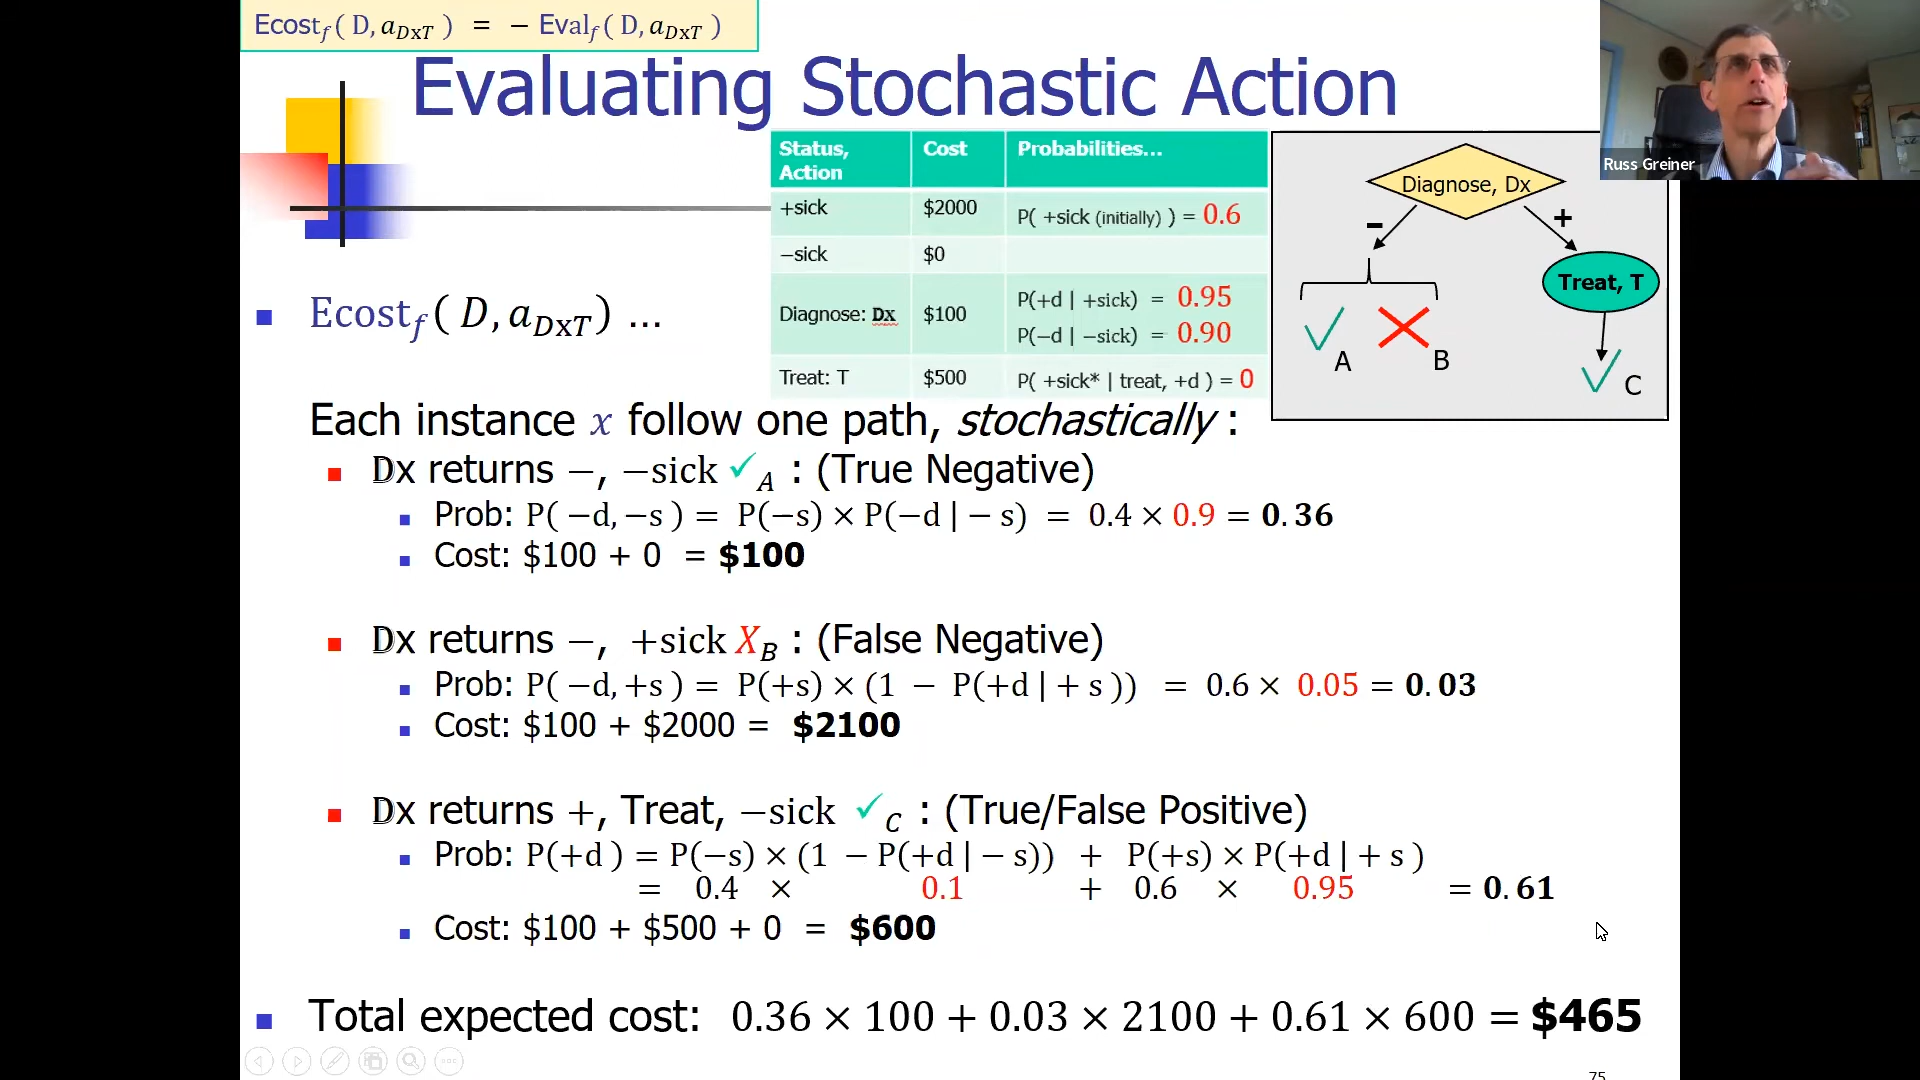 Ecost_f ( D, a_DxT ) = − Eval_f ( D, a_DxT )
Evaluating Stochastic Action
Russ Greiner
Status, Action Cost Probabilities...
+sick $2000 P( +sick (initially) ) = 0.6
−sick $0
Diagnose: Dx $100 P(+d | +sick) = 0.95
P(−d | −sick) = 0.90
Treat: T $500 P( +sick* | treat, +d ) = 0
Diagnose, Dx
− +
Treat, T
A B C
Ecost_f ( D, a_DxT ) ...
Each instance x follow one path, stochastically :
Dx returns −, −sick ✓_A : (True Negative)
Prob: P( −d, −s ) = P(−s) × P(−d | − s) = 0.4 × 0.9 = 0.36
Cost: $100 + 0 = $100
Dx returns −, +sick X_B : (False Negative)
Prob: P( −d, +s ) = P(+s) × (1 − P(+d | + s )) = 0.6 × 0.05 = 0.03
Cost: $100 + $2000 = $2100
Dx returns +, Treat, −sick ✓_C : (True/False Positive)
Prob: P(+d ) = P(−s) × (1 − P(+d | − s)) + P(+s) × P(+d | + s )
= 0.4 × 0.1 + 0.6 × 0.95 = 0.61
Cost: $100 + $500 + 0 = $600
Total expected cost: 0.36 × 100 + 0.03 × 2100 + 0.61 × 600 = $465
75